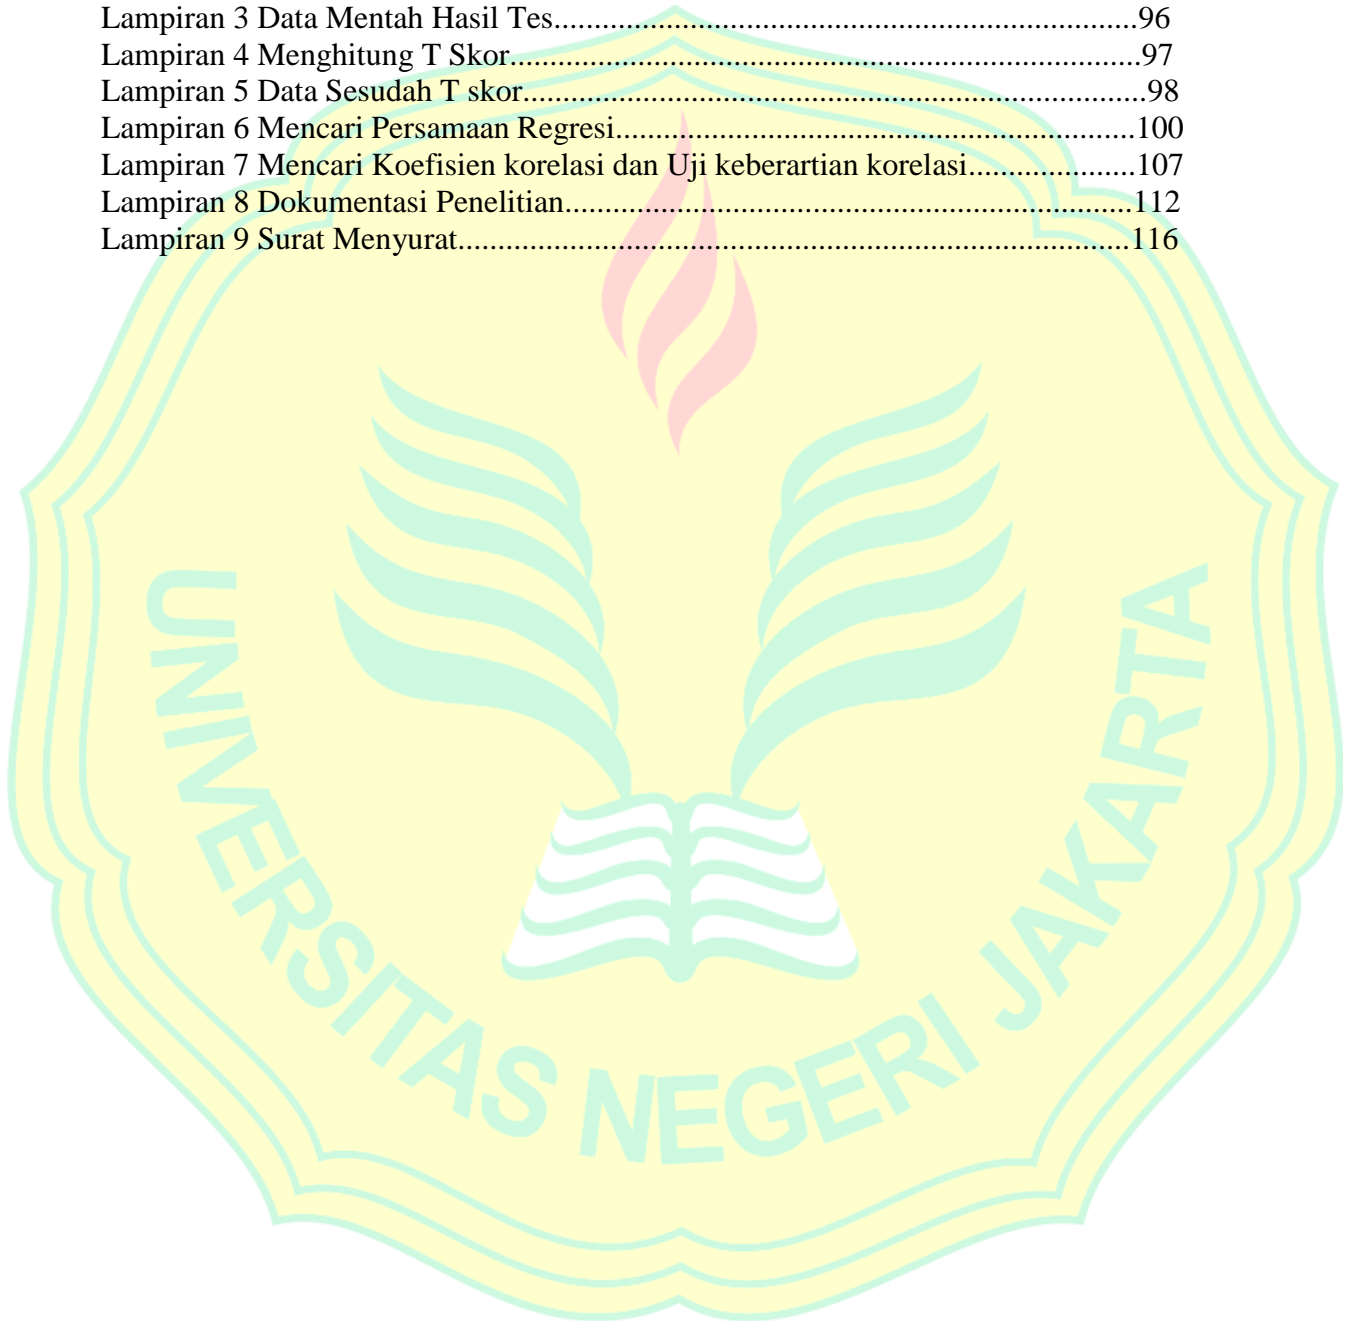 Lampiran 3 Data Mentah Hasil Tes........................................................................96
Lampiran 4 Menghitung T Skor..............................................................................97
Lampiran 5 Data Sesudah T skor.............................................................................98
Lampiran 6 Mencari Persamaan Regresi................................................................100
Lampiran 7 Mencari Koefisien korelasi dan Uji keberartian korelasi.....................107
Lampiran 8 Dokumentasi Penelitian......................................................................112
Lampiran 9 Surat Menyurat...................................................................................116
UNIVERSITAS NEGERI JAKARTA